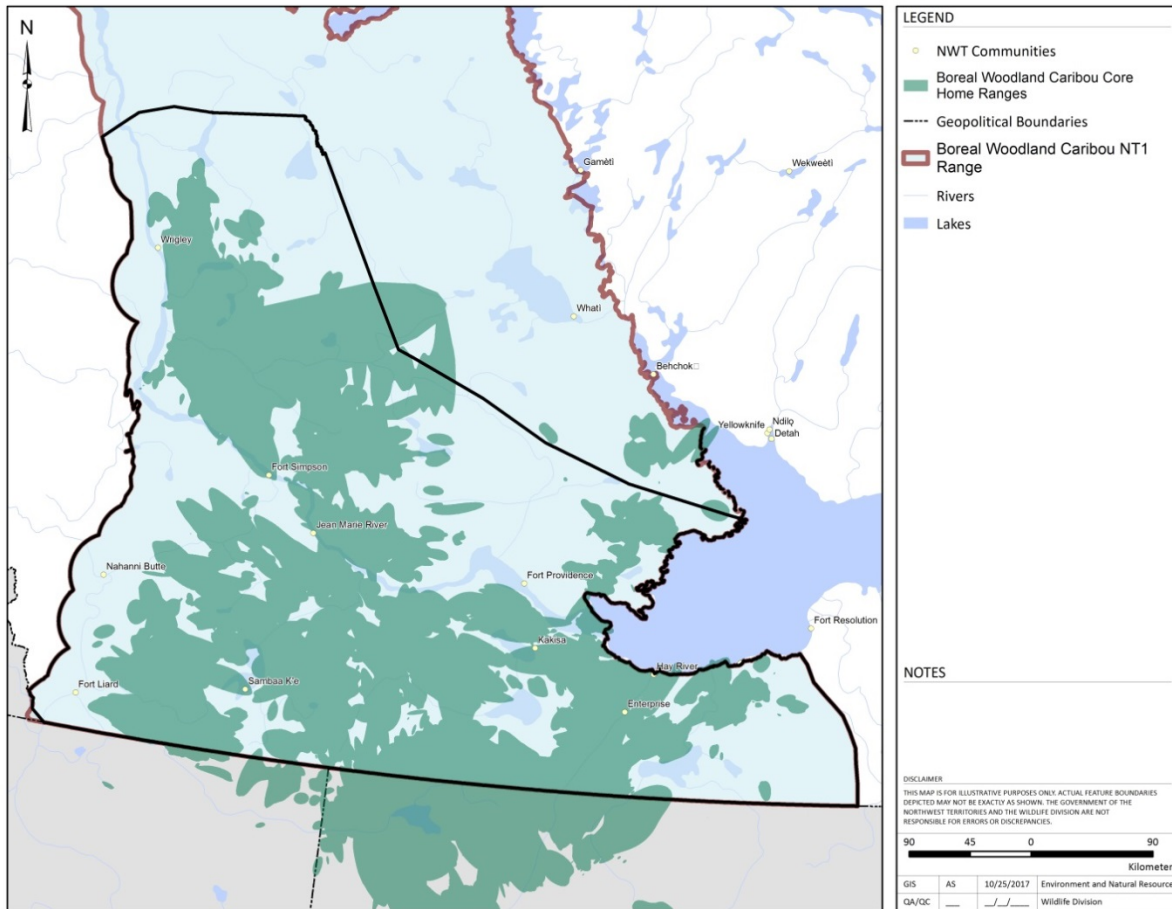 N
Gamètì
Wekweètì
Wrigley
Whatì
Behchok□
Yellowknife
Ndilǫ
Detah
Fort Simpson
Jean Marie River
Nahanni Butte
Fort Providence
Fort Resolution
Kakisa
Hay River
Fort Liard
Sambaa K'e
Enterprise
LEGEND
NWT Communities
Boreal Woodland Caribou Core
Home Ranges
Geopolitical Boundaries
Boreal Woodland Caribou NT1
Range
Rivers
Lakes
NOTES
DISCLAIMER
THIS MAP IS FOR ILLUSTRATIVE PURPOSES ONLY. ACTUAL FEATURE BOUNDARIES
DEPICTED MAY NOT BE EXACTLY AS SHOWN. THE GOVERNMENT OF THE
NORTHWEST TERRITORIES AND THE WILDLIFE DIVISION ARE NOT
RESPONSIBLE FOR ERRORS OR DISCREPANCIES.
90 45 0 90
Kilometer
GIS AS 10/25/2017 Environment and Natural Resource
QA/QC ___ __/__/____ Wildlife Division